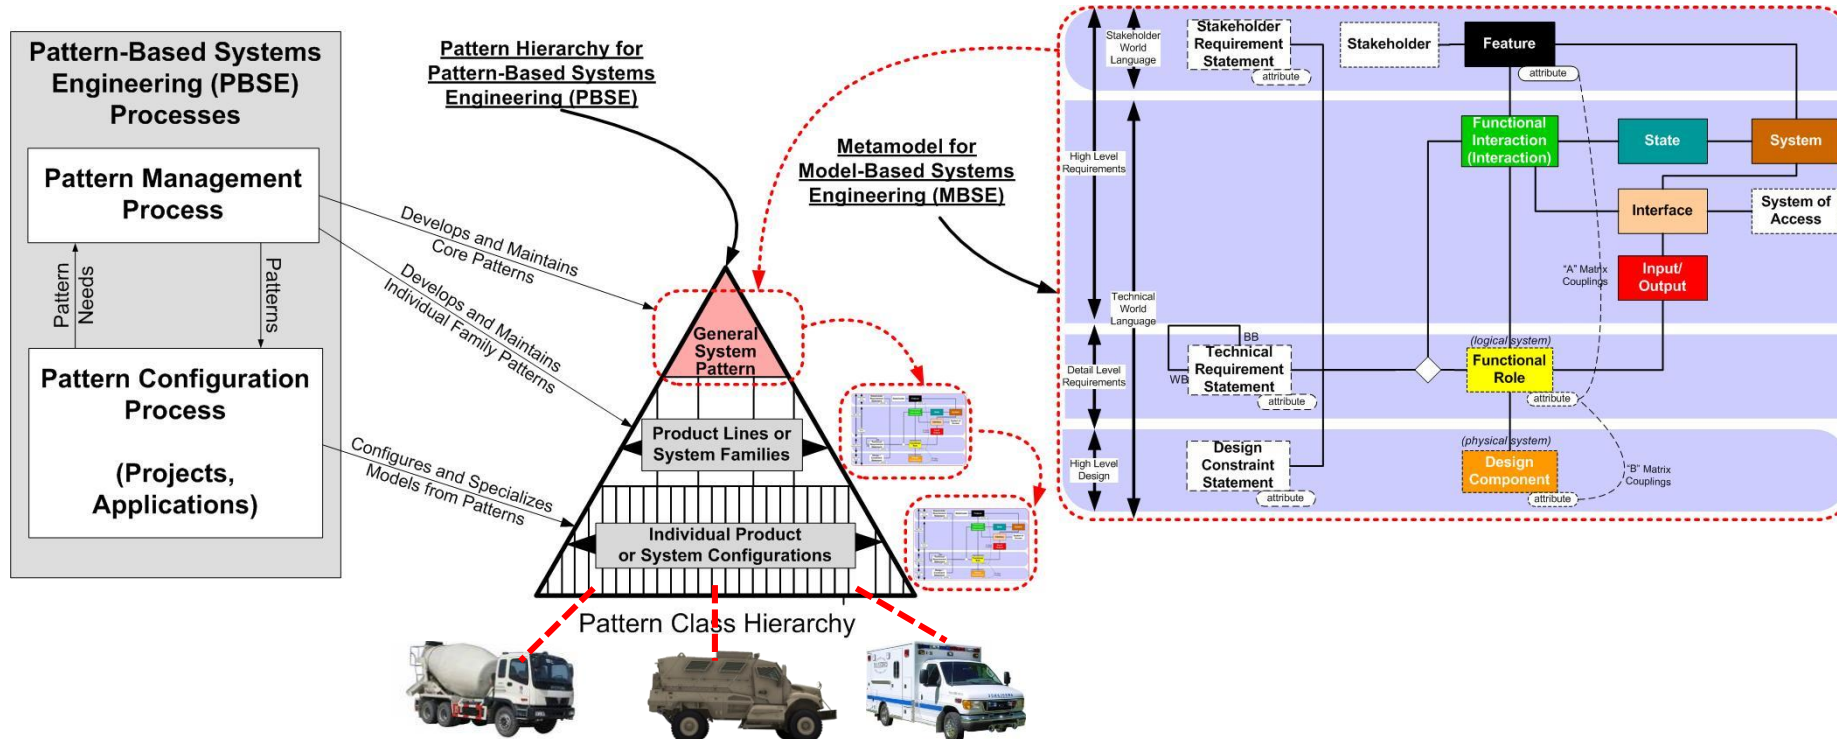 Pattern-Based Systems
Engineering (PBSE)
Processes
Pattern Management
Process
Pattern
Needs
Patterns
Pattern Configuration
Process
(Projects,
Applications)
Pattern Hierarchy for
Pattern-Based Systems
Engineering (PBSE)
Develops and Maintains
Core Patterns
Develops and Maintains
Individual Family Patterns
Configures and Specializes
Models from Patterns
General
System
Pattern
Product Lines or
System Families
Individual Product
or System Configurations
Pattern Class Hierarchy
Metamodel for
Model-Based Systems
Engineering (MBSE)
Stakeholder
World
Language
High Level
Requirements
Technical
World
Language
Detail Level
Requirements
High Level
Design
Stakeholder
Requirement
Statement
attribute
Stakeholder
Feature
attribute
Functional
Interaction
(Interaction)
State
System
Interface
System of
Access
Input/
Output
"A" Matrix
Couplings
BB
WB
Technical
Requirement
Statement
attribute
(logical system)
Functional
Role
attribute
Design
Constraint
Statement
attribute
(physical system)
Design
Component
attribute
"B" Matrix
Couplings